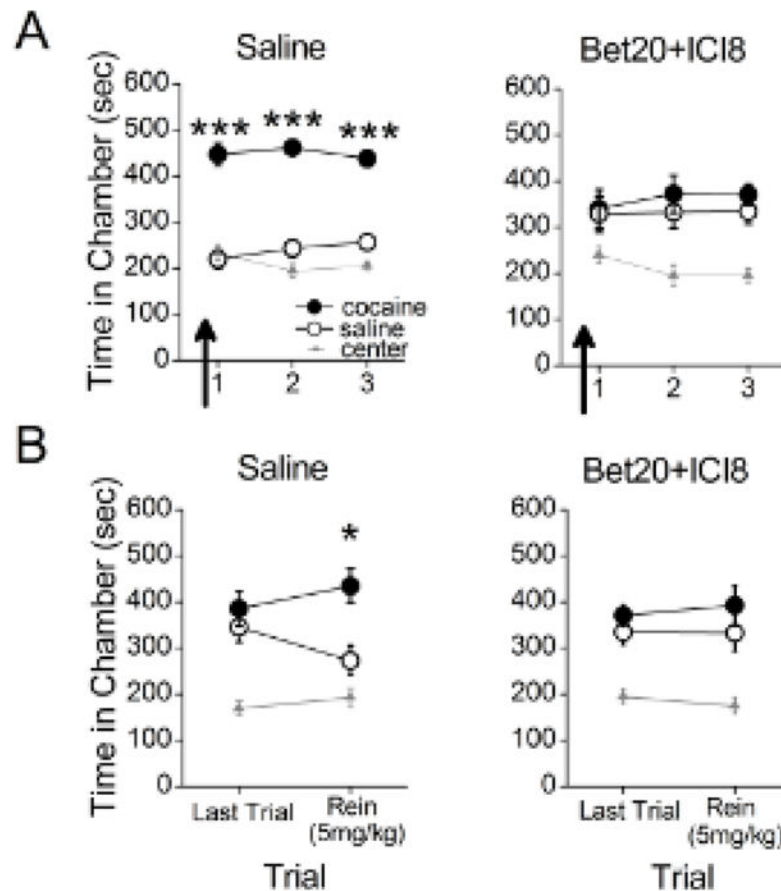 A
Saline
Bet20+ICI8
Time in Chamber (sec)
600
500
400
300
200
100
0
*** *** ***
cocaine
saline
center
1 2 3
600
500
400
300
200
100
0
1 2 3
B
Saline
Bet20+ICI8
Time in Chamber (sec)
600
500
400
300
200
100
0
*
Last Trial
Rein
(5mg/kg)
Trial
600
500
400
300
200
100
0
Last Trial
Rein
(5mg/kg)
Trial